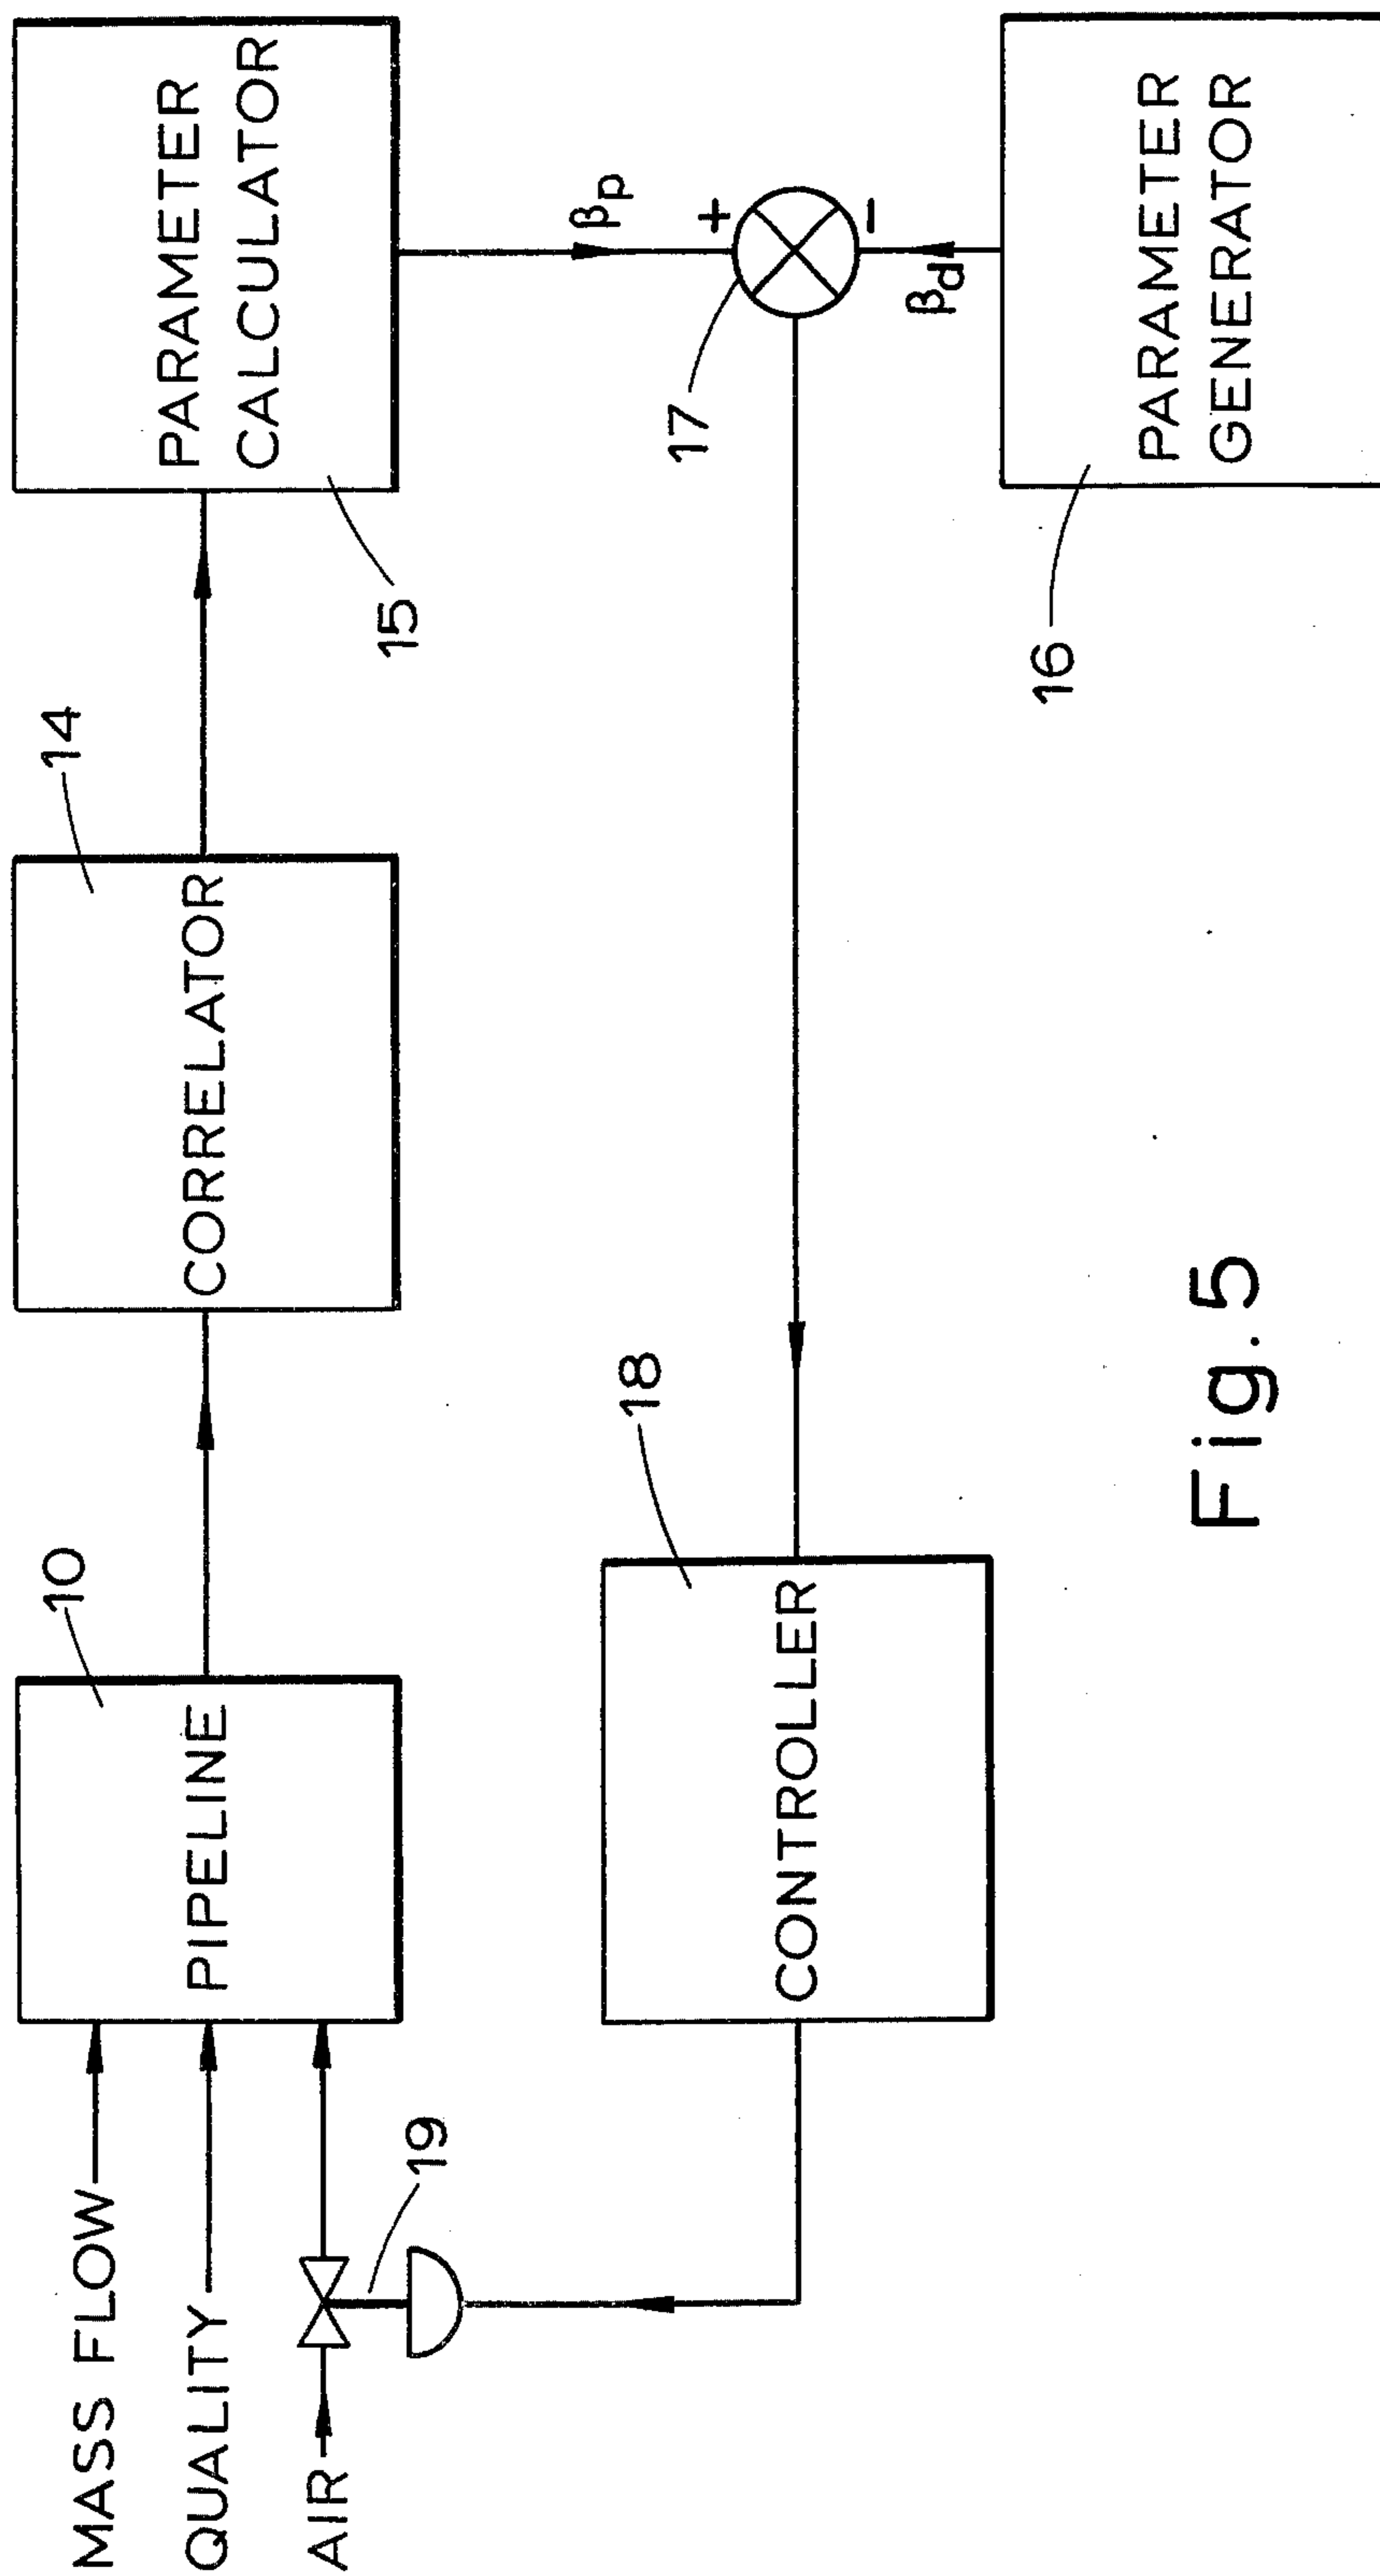 MASS FLOW
QUALITY
AIR
19
PIPELINE
10
CORRELATOR
14
PARAMETER
CALCULATOR
15
βp
+
17
−
βd
PARAMETER
GENERATOR
16
CONTROLLER
18
Fig. 5